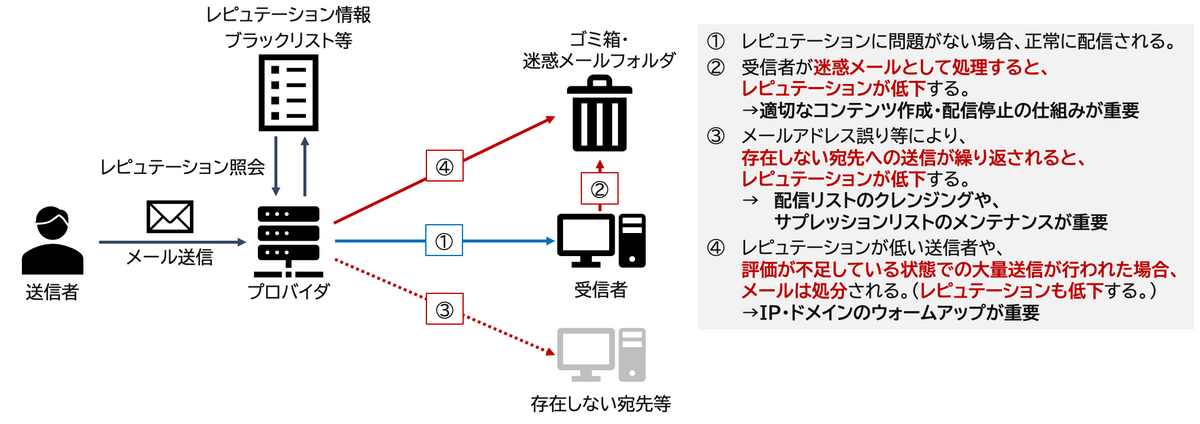 レピュテーション情報
ブラックリスト等
ゴミ箱・
迷惑メールフォルダ
レピュテーション照会
④
②
①
メール送信
送信者
プロバイダ
受信者
③
存在しない宛先等
① レピュテーションに問題がない場合、正常に配信される。
② 受信者が迷惑メールとして処理すると、
レピュテーションが低下する。
→適切なコンテンツ作成・配信停止の仕組みが重要
③ メールアドレス誤り等により、
存在しない宛先への送信が繰り返されると、
レピュテーションが低下する。
→ 配信リストのクレンジングや、
サプレッションリストのメンテナンスが重要
④ レピュテーションが低い送信者や、
評価が不足している状態での大量送信が行われた場合、
メールは処分される。（レピュテーションも低下する。）
→IP・ドメインのウォームアップが重要